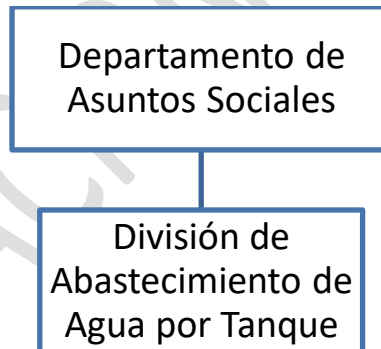 Departamento de
Asuntos Sociales
División de
Abastecimiento de
Agua por Tanque